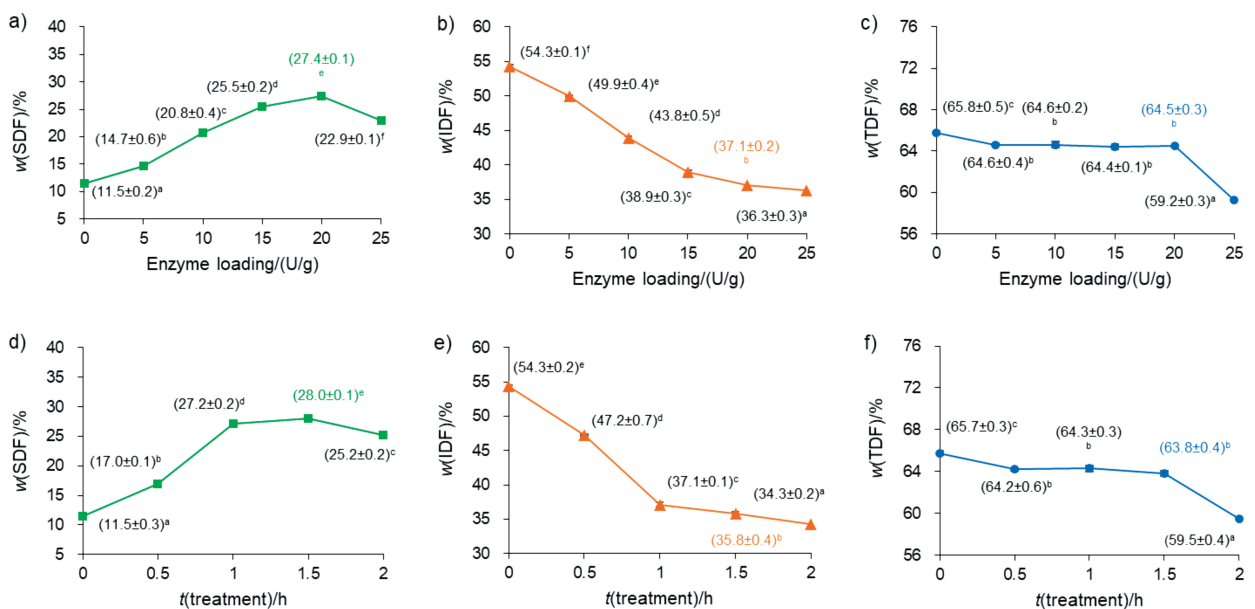 a)
w(SDF)/%
40
35
30
25
20
15
10
5
0
5
10
15
20
25
Enzyme loading/(U/g)
(11.5±0.2)ᵃ
(14.7±0.6)ᵇ
(20.8±0.4)ᶜ
(25.5±0.2)ᵈ
(27.4±0.1)
e
(22.9±0.1)ᶠ
b)
w(IDF)/%
60
55
50
45
40
35
30
0
5
10
15
20
25
Enzyme loading/(U/g)
(54.3±0.1)ᶠ
(49.9±0.4)ᵉ
(43.8±0.5)ᵈ
(38.9±0.3)ᶜ
(37.1±0.2)
b
(36.3±0.3)ᵃ
c)
w(TDF)/%
76
72
68
64
60
56
0
5
10
15
20
25
Enzyme loading/(U/g)
(65.8±0.5)ᶜ
(64.6±0.4)ᵇ
(64.6±0.2)
b
(64.4±0.1)ᵇ
(64.5±0.3)
b
(59.2±0.3)ᵃ
d)
w(SDF)/%
40
35
30
25
20
15
10
5
0
0.5
1
1.5
2
t(treatment)/h
(11.5±0.3)ᵃ
(17.0±0.1)ᵇ
(27.2±0.2)ᵈ
(28.0±0.1)ᵉ
(25.2±0.2)ᶜ
e)
w(IDF)/%
60
55
50
45
40
35
30
0
0.5
1
1.5
2
t(treatment)/h
(54.3±0.2)ᵉ
(47.2±0.7)ᵈ
(37.1±0.1)ᶜ
(35.8±0.4)ᵇ
(34.3±0.2)ᵃ
f)
w(TDF)/%
76
72
68
64
60
56
0
0.5
1
1.5
2
t(treatment)/h
(65.7±0.3)ᶜ
(64.2±0.6)ᵇ
(64.3±0.3)
b
(63.8±0.4)ᵇ
(59.5±0.4)ᵃ